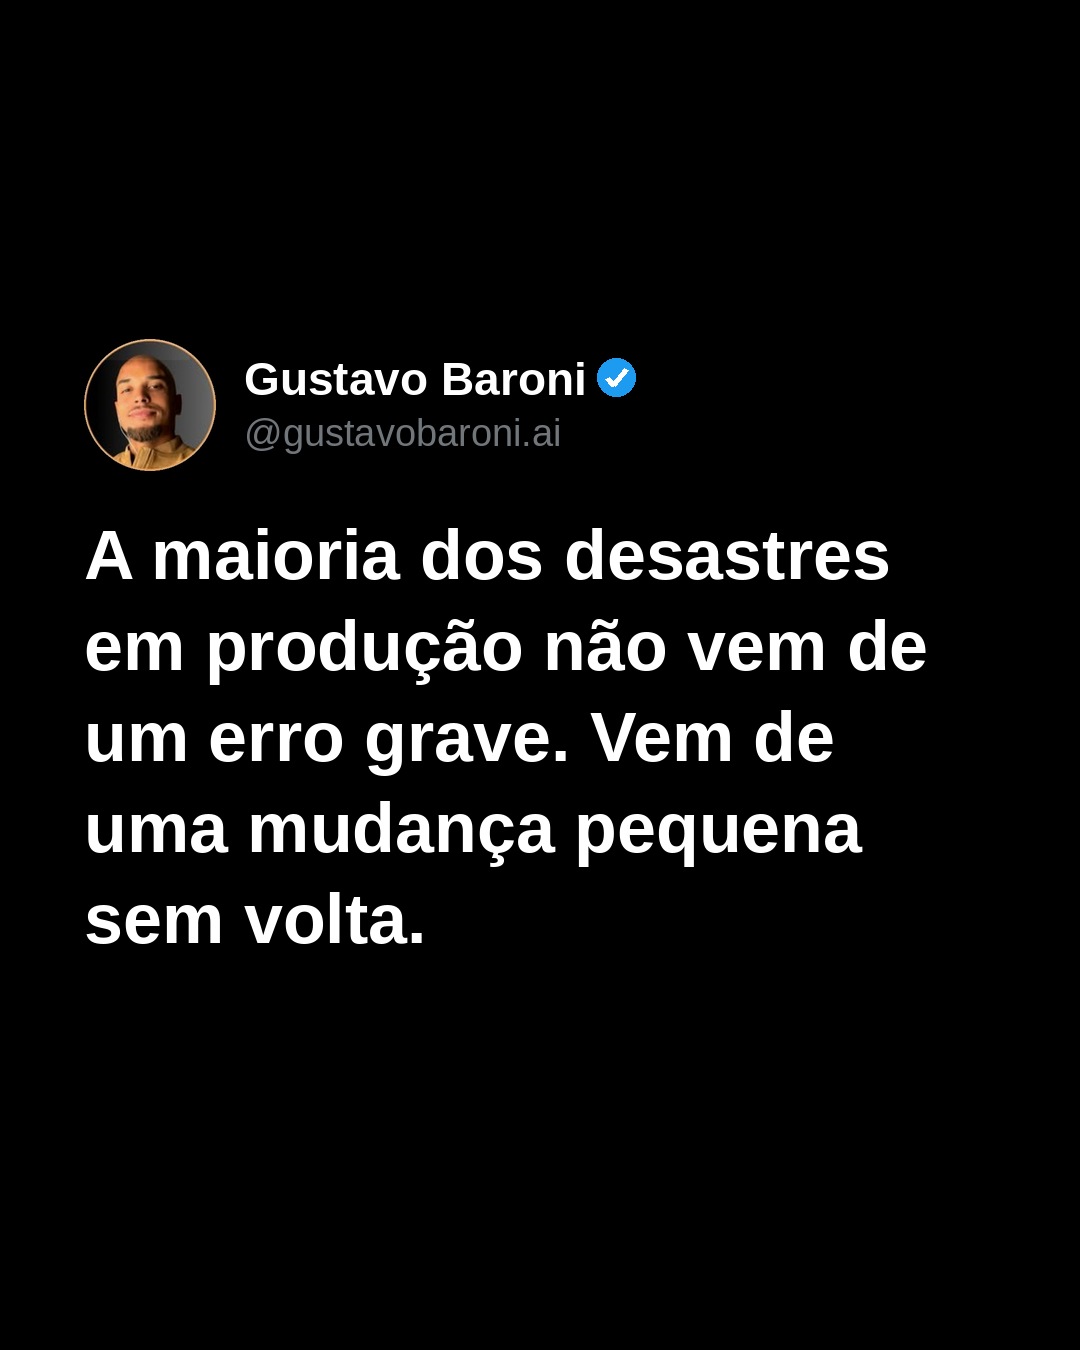 Gustavo Baroni
@gustavobaroni.ai
A maioria dos desastres
em produção não vem de
um erro grave. Vem de
uma mudança pequena
sem volta.